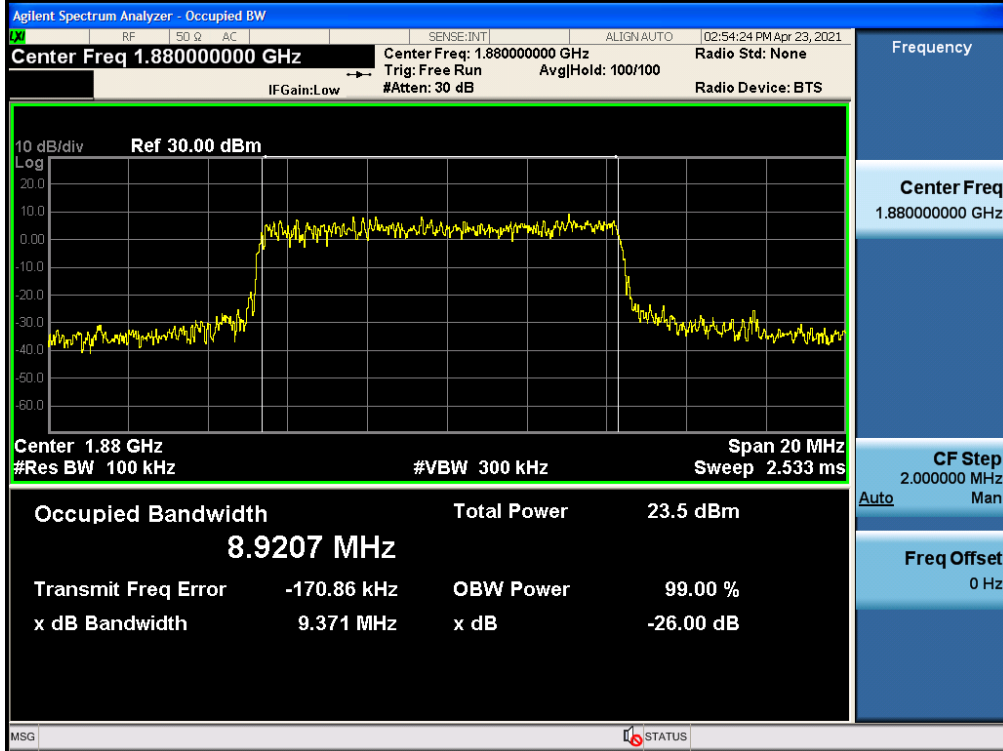 Agilent Spectrum Analyzer - Occupied BW
LXI RF 50 Ω AC SENSE:INT ALIGN AUTO 02:54:24 PM Apr 23, 2021
Center Freq 1.880000000 GHz
Center Freq: 1.880000000 GHz
Radio Std: None
Trig: Free Run Avg|Hold: 100/100
IFGain:Low #Atten: 30 dB Radio Device: BTS
10 dB/div Ref 30.00 dBm
Log
20.0
10.0
0.00
-10.0
-20.0
-30.0
-40.0
-50.0
-60.0
Center 1.88 GHz Span 20 MHz
#Res BW 100 kHz #VBW 300 kHz Sweep 2.533 ms
Occupied Bandwidth Total Power 23.5 dBm
8.9207 MHz
Transmit Freq Error -170.86 kHz OBW Power 99.00 %
x dB Bandwidth 9.371 MHz x dB -26.00 dB
MSG STATUS
Frequency
Center Freq
1.880000000 GHz
CF Step
2.000000 MHz
Auto Man
Freq Offset
0 Hz